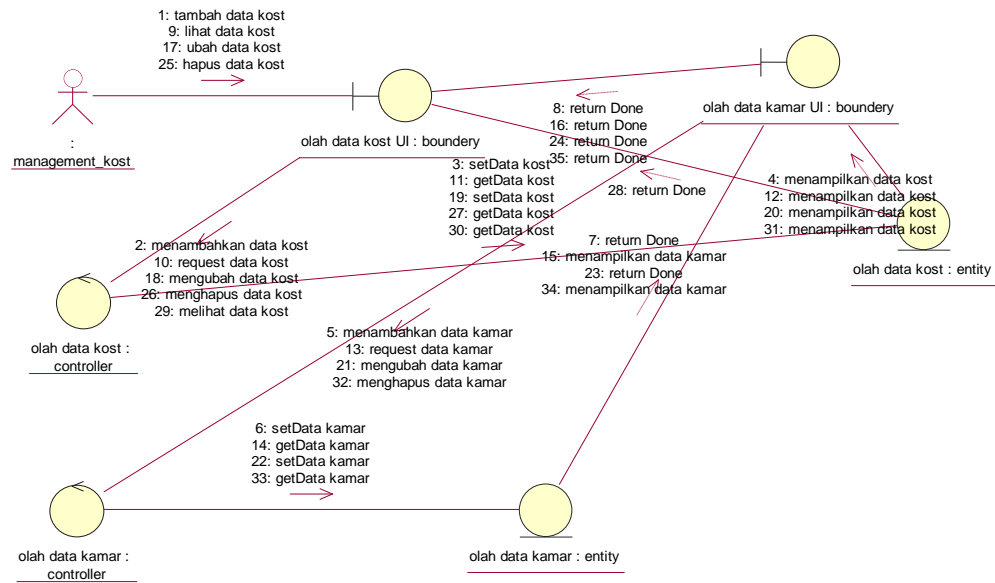 1: tambah data kost
9: lihat data kost
17: ubah data kost
25: hapus data kost
:
management_kost
olah data kost UI : boundery
olah data kamar UI : boundery
8: return Done
16: return Done
24: return Done
35: return Done
3: setData kost
11: getData kost
19: setData kost
27: getData kost
30: getData kost
28: return Done
4: menampilkan data kost
12: menampilkan data kost
20: menampilkan data kost
31: menampilkan data kost
2: menambahkan data kost
10: request data kost
18: mengubah data kost
26: menghapus data kost
29: melihat data kost
7: return Done
15: menampilkan data kamar
23: return Done
34: menampilkan data kamar
olah data kost : entity
olah data kost :
controller
5: menambahkan data kamar
13: request data kamar
21: mengubah data kamar
32: menghapus data kamar
6: setData kamar
14: getData kamar
22: setData kamar
33: getData kamar
olah data kamar :
controller
olah data kamar : entity